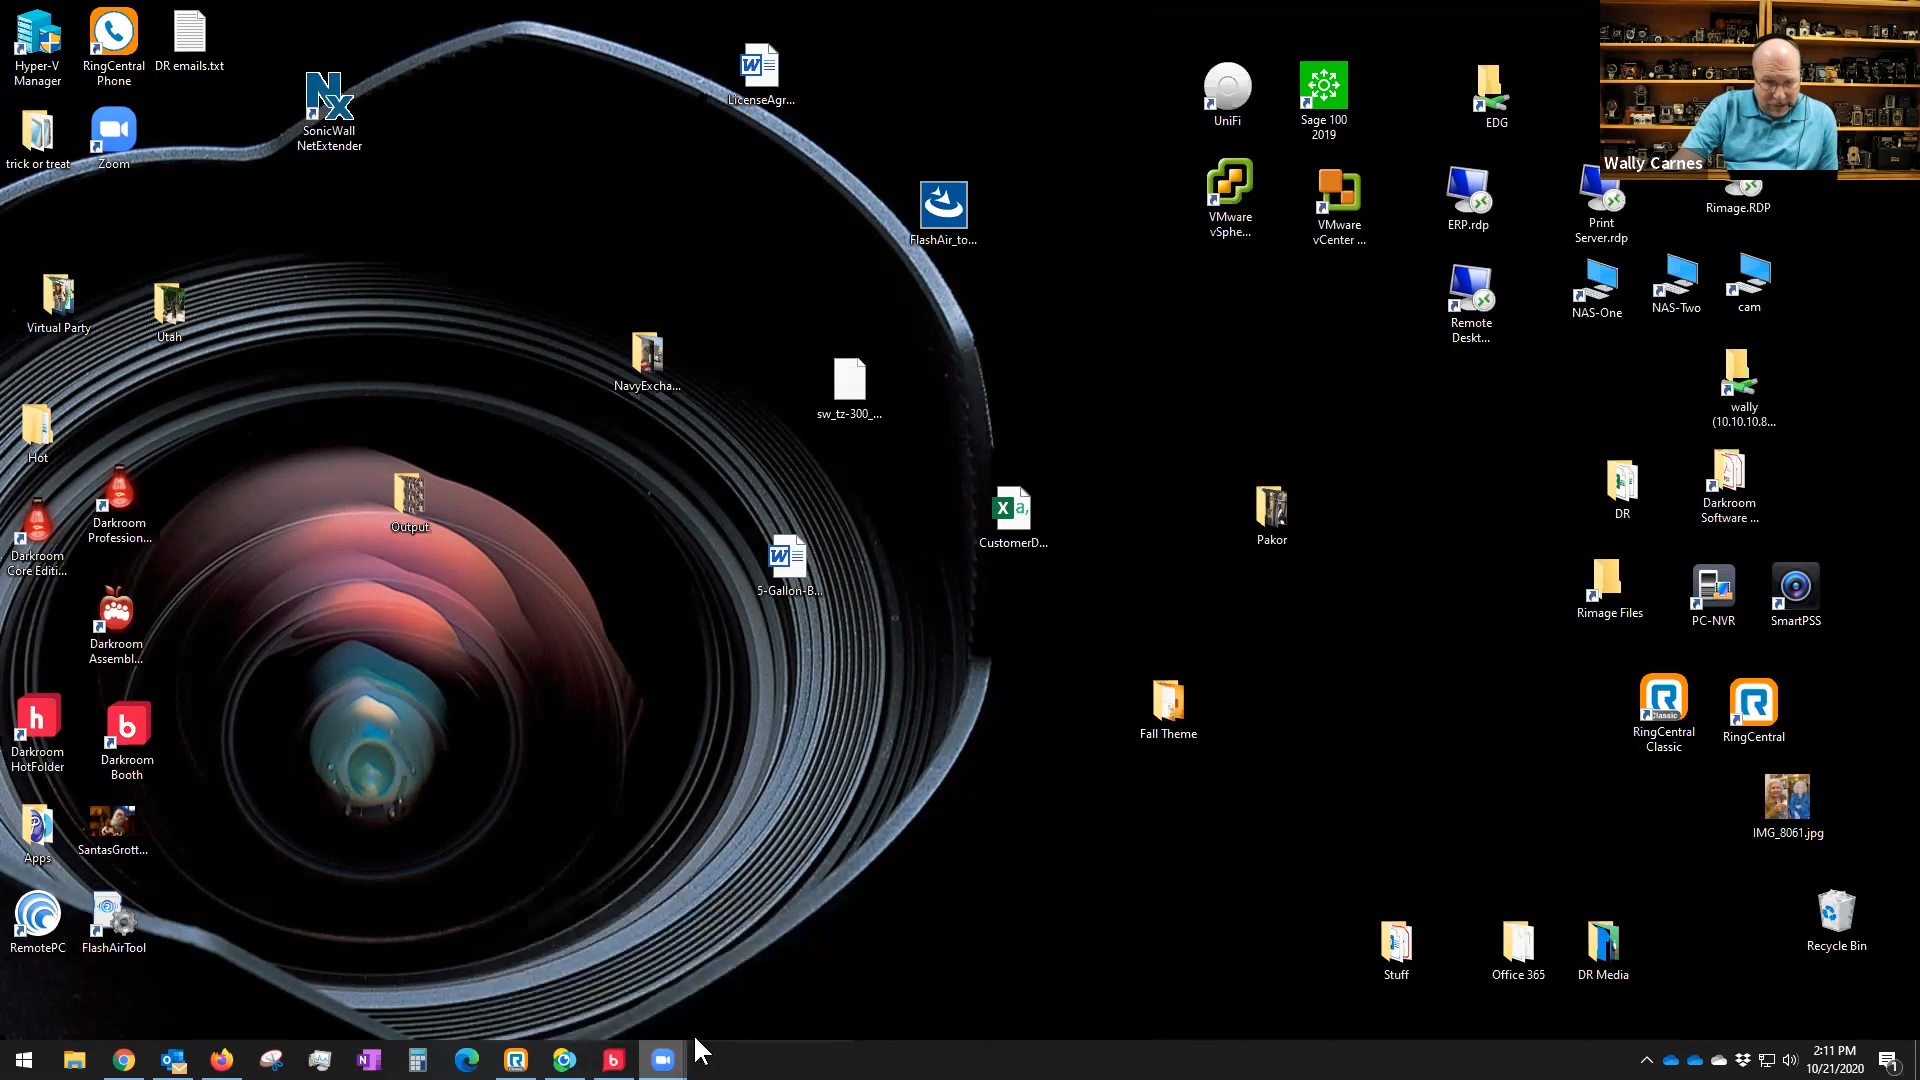 Hyper-V
Manager
RingCentral
Phone
DR emails.txt
SonicWall
NetExtender
trick or treat
Zoom
LicenseAgr...
UniFi
Sage 100
2019
EDG
Wally Carnes
FlashAir_to...
VMware
vSphe...
VMware
vCenter ...
ERP.rdp
Print
Server.rdp
Rimage.RDP
Virtual Party
Utah
Remote
Deskt...
NAS-One
NAS-Two
cam
NavyExcha...
sw_tz-300_...
wally
(10.10.10.8...
Hot
Darkroom
Profession...
Darkroom
Core Editi...
Output
5-Gallon-B...
CustomerD...
Pakor
DR
Darkroom
Software ...
Darkroom
Assembl...
Rimage Files
PC-NVR
SmartPSS
h
Darkroom
HotFolder
b
Darkroom
Booth
Fall Theme
Classic
RingCentral
Classic
RingCentral
Apps
SantasGrott...
IMG_8061.jpg
RemotePC
FlashAirTool
Stuff
Office 365
DR Media
Recycle Bin
2:11 PM
10/21/2020
1